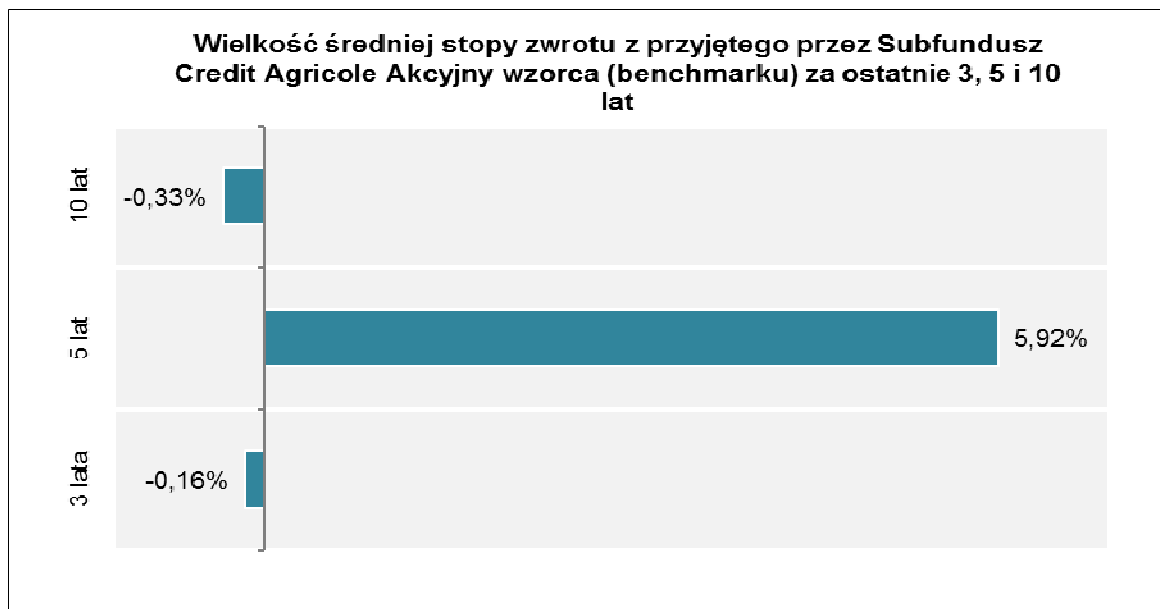 Wielkość średniej stopy zwrotu z przyjętego przez Subfundusz
Credit Agricole Akcyjny wzorca (benchmarku) za ostatnie 3, 5 i 10
lat
10 lat
-0,33%
5 lat
5,92%
3 lata
-0,16%